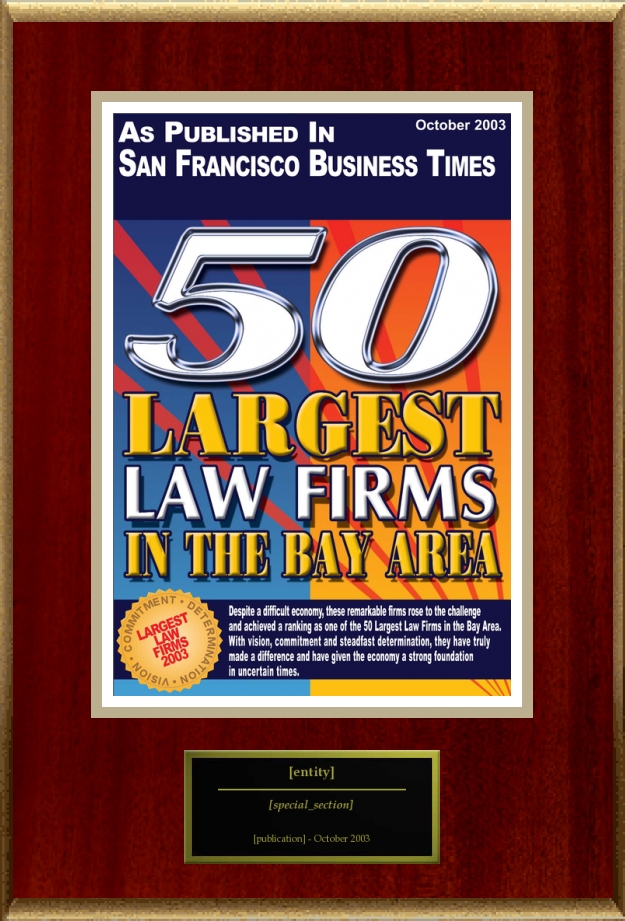 October 2003
AS PUBLISHED IN
SAN FRANCISCO BUSINESS TIMES
50
LARGEST
LAW FIRMS
IN THE BAY AREA
COMMITMENT • DETERMINATION • VISION •
LARGEST
LAW
FIRMS
2003
Despite a difficult economy, these remarkable firms rose to the challenge
and achieved a ranking as one of the 50 Largest Law Firms in the Bay Area.
With vision, commitment and steadfast determination, they have truly
made a difference and have given the economy a strong foundation
in uncertain times.
[entity]
[special_section]
[publication] - October 2003